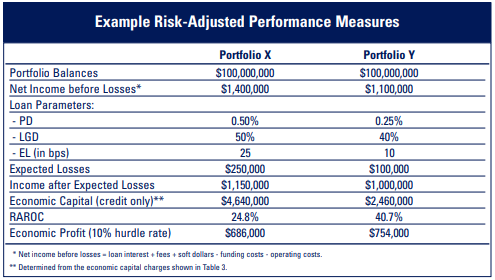 Example Risk-Adjusted Performance Measures
Portfolio X Portfolio Y
Portfolio Balances $100,000,000 $100,000,000
Net Income before Losses* $1,400,000 $1,100,000
Loan Parameters:
- PD 0.50% 0.25%
- LGD 50% 40%
- EL (in bps) 25 10
Expected Losses $250,000 $100,000
Income after Expected Losses $1,150,000 $1,000,000
Economic Capital (credit only)** $4,640,000 $2,460,000
RAROC 24.8% 40.7%
Economic Profit (10% hurdle rate) $686,000 $754,000
* Net income before losses = loan interest + fees + soft dollars - funding costs - operating costs.
** Determined from the economic capital charges shown in Table 3.